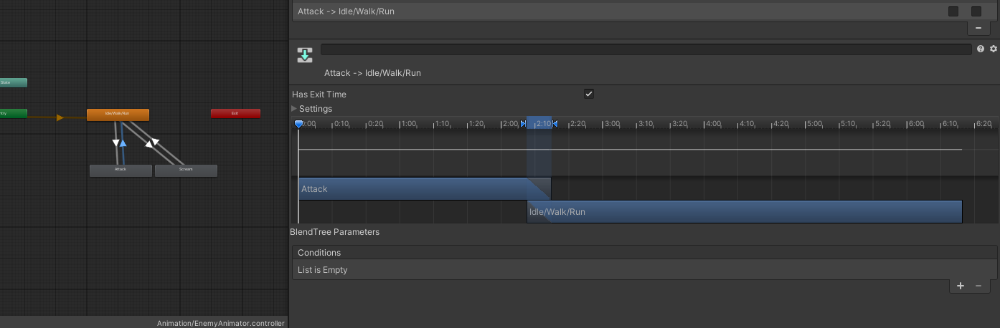 Attack -> Idle/Walk/Run
Attack -> Idle/Walk/Run
Has Exit Time
Settings
0:00 0:10 0:20 1:00 1:10 1:20 2:00 2:10 2:20 3:00 3:10 3:20 4:00 4:10 4:20 5:00 5:10 5:20 6:00 6:10 6:20
Attack
Idle/Walk/Run
BlendTree Parameters
Conditions
List is Empty
State
ntry
Idle/Walk/Run
Exit
Attack
Scream
Animation/EnemyAnimator.controller